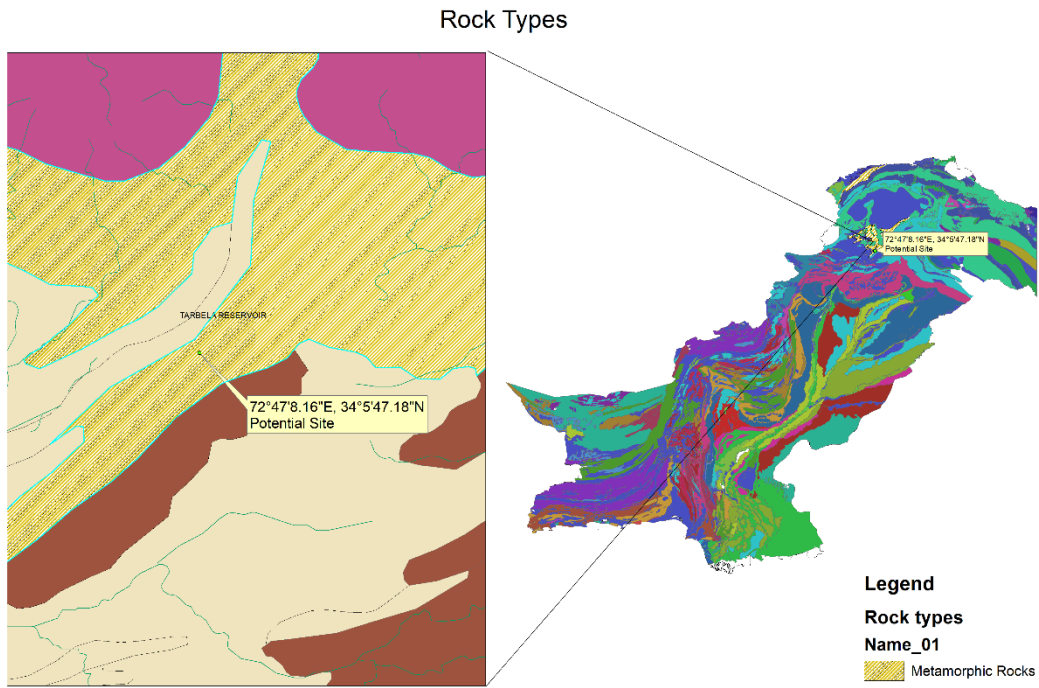 Rock Types
TARBELA RESERVOIR
72°47'8.16"E, 34°5'47.18"N
Potential Site
72°47'8.16"E, 34°5'47.18"N
Potential Site
Legend
Rock types
Name_01
Metamorphic Rocks